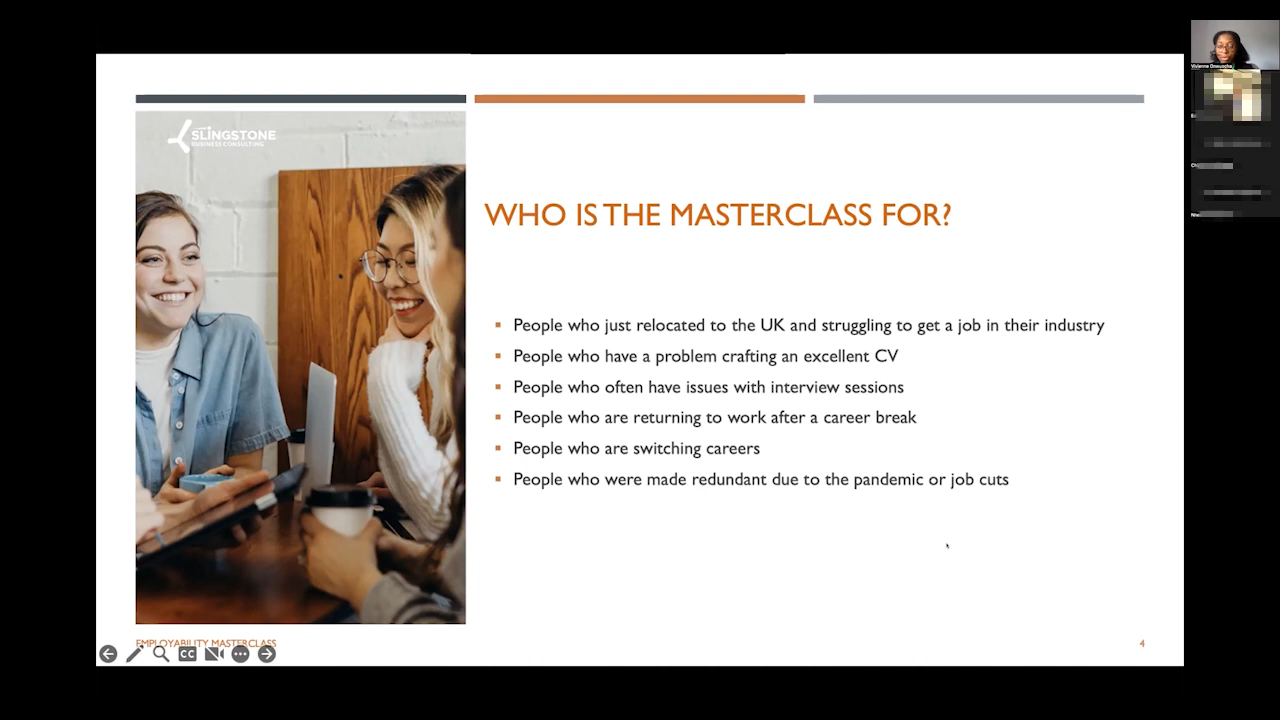 SLINGSTONE
BUSINESS CONSULTING
WHO IS THE MASTERCLASS FOR?
People who just relocated to the UK and struggling to get a job in their industry
People who have a problem crafting an excellent CV
People who often have issues with interview sessions
People who are returning to work after a career break
People who are switching careers
People who were made redundant due to the pandemic or job cuts
EMPLOYABILITY MASTERCLASS
4
CC